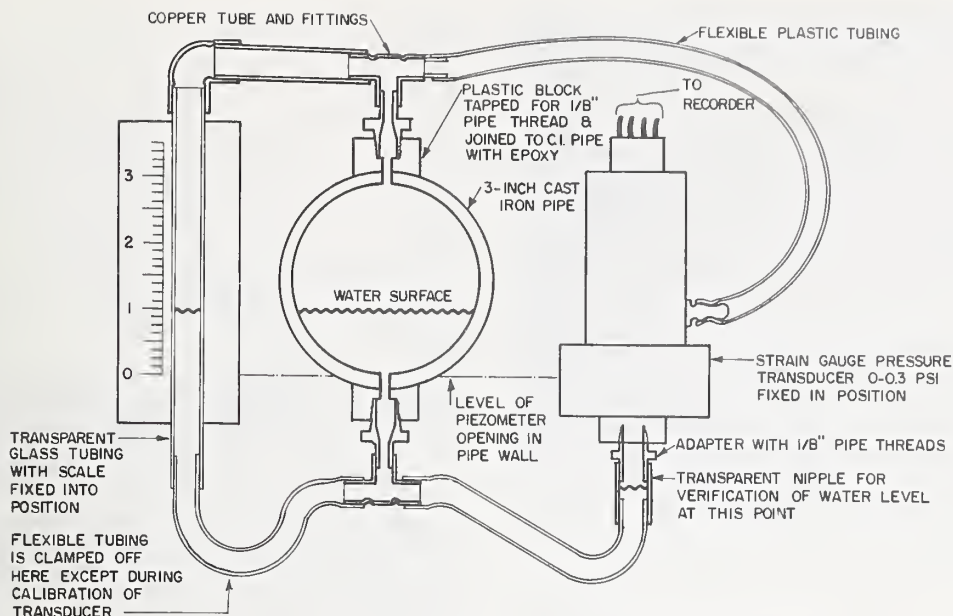 COPPER TUBE AND FITTINGS
FLEXIBLE PLASTIC TUBING
PLASTIC BLOCK
TAPPED FOR 1/8"
PIPE THREAD &
JOINED TO C.I. PIPE
WITH EPOXY
TO
RECORDER
3-INCH CAST
IRON PIPE
3
2
1
0
WATER SURFACE
STRAIN GAUGE PRESSURE
TRANSDUCER 0-0.3 PSI
FIXED IN POSITION
LEVEL OF
PIEZOMETER
OPENING IN
PIPE WALL
TRANSPARENT
GLASS TUBING
WITH SCALE
FIXED INTO
POSITION
ADAPTER WITH 1/8" PIPE THREADS
TRANSPARENT NIPPLE FOR
VERIFICATION OF WATER LEVEL
AT THIS POINT
FLEXIBLE TUBING
IS CLAMPED OFF
HERE EXCEPT DURING
CALIBRATION OF
TRANSDUCER